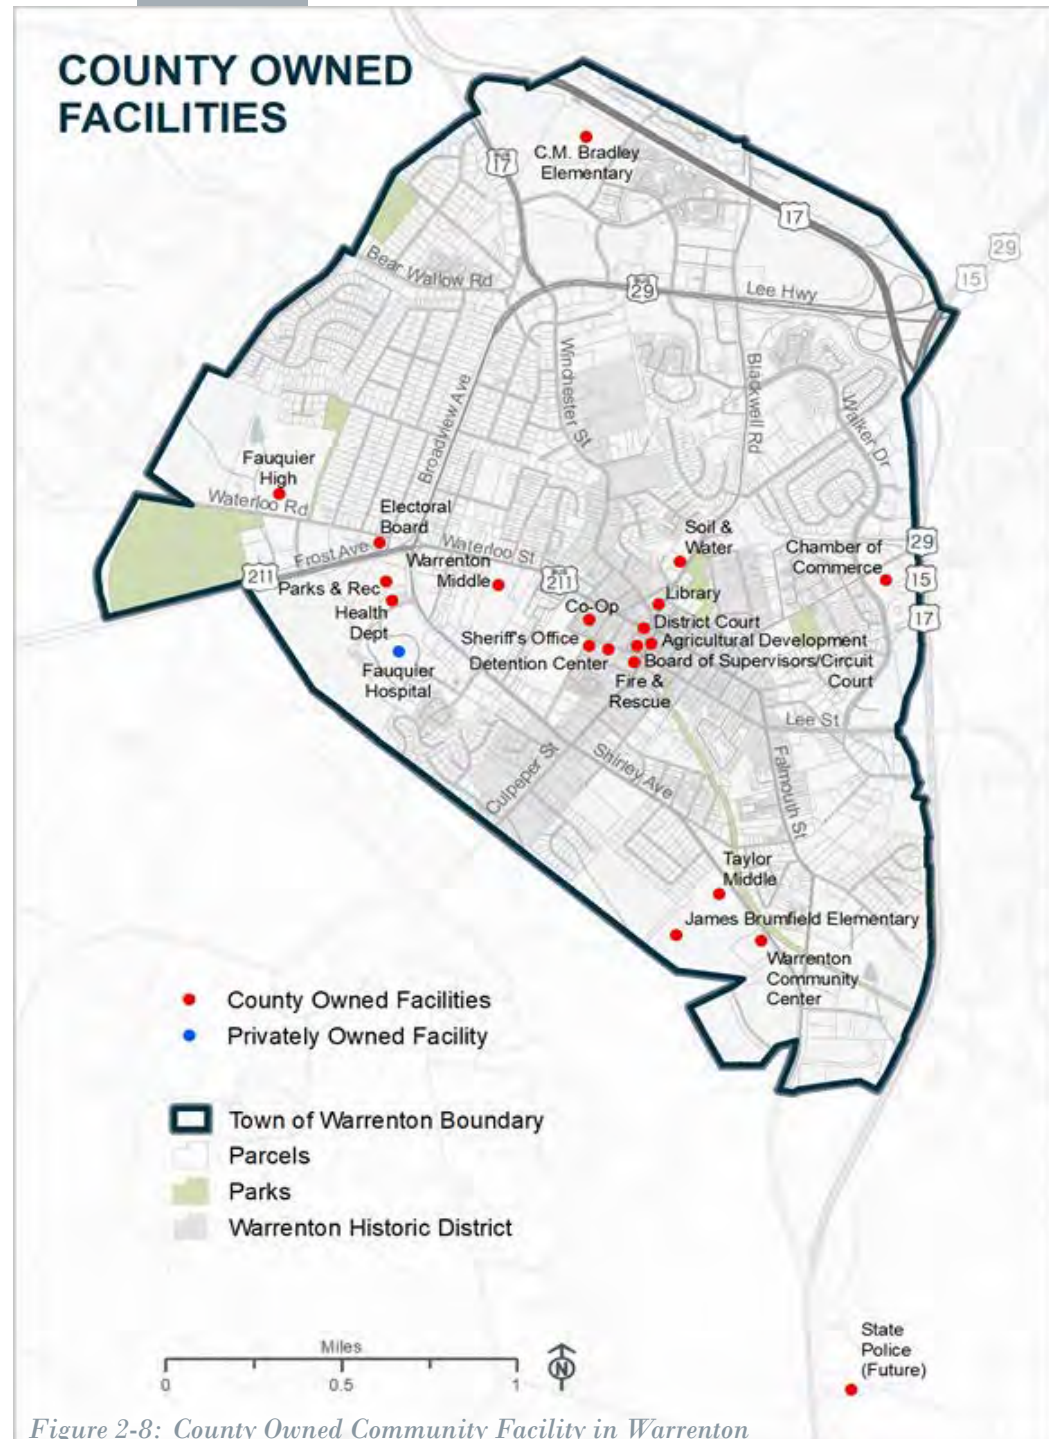 COUNTY OWNED
FACILITIES
17
C.M. Bradley
Elementary
17
29
15
Bear Wallow Rd
29
Lee Hwy
Winchester St
Blackwell Rd
Broadview Ave
Walker Dr
Fauquier
High
Waterloo Rd
Electoral
Board
Frost Ave
Waterloo St
Soil &
Water
29
Chamber of
Commerce
Warrenton
Middle
211
211
15
Parks & Rec
Library
Co-Op
17
Health
Dept
District Court
Sheriff's Office
Agricultural Development
Detention Center
Board of Supervisors/Circuit
Court
Fauquier
Hospital
Fire &
Rescue
Lee St
Culpeper St
Shirley Ave
Falmouth St
Taylor
Middle
James Brumfield Elementary
Warrenton
Community
Center
County Owned Facilities
Privately Owned Facility
Town of Warrenton Boundary
Parcels
Parks
Warrenton Historic District
Miles
0 0.5 1
N
State
Police
(Future)
Figure 2-8: County Owned Community Facility in Warrenton